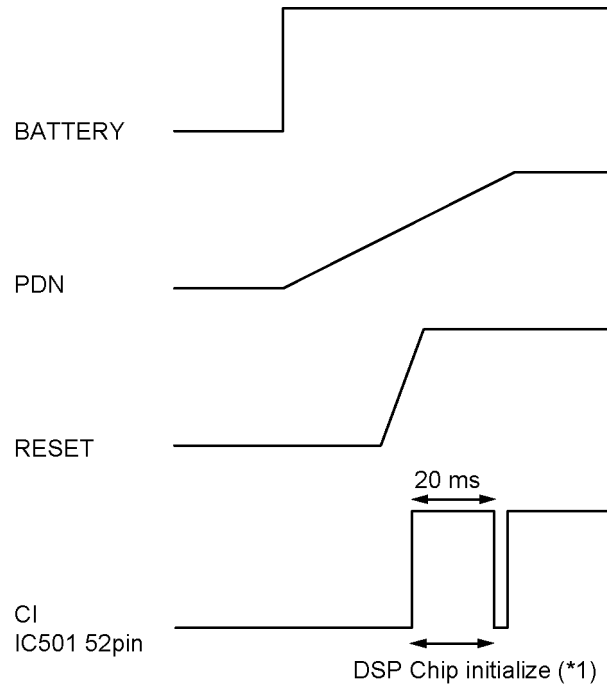 BATTERY
PDN
RESET
20 ms
CI
IC501 52pin
DSP Chip initialize (*1)